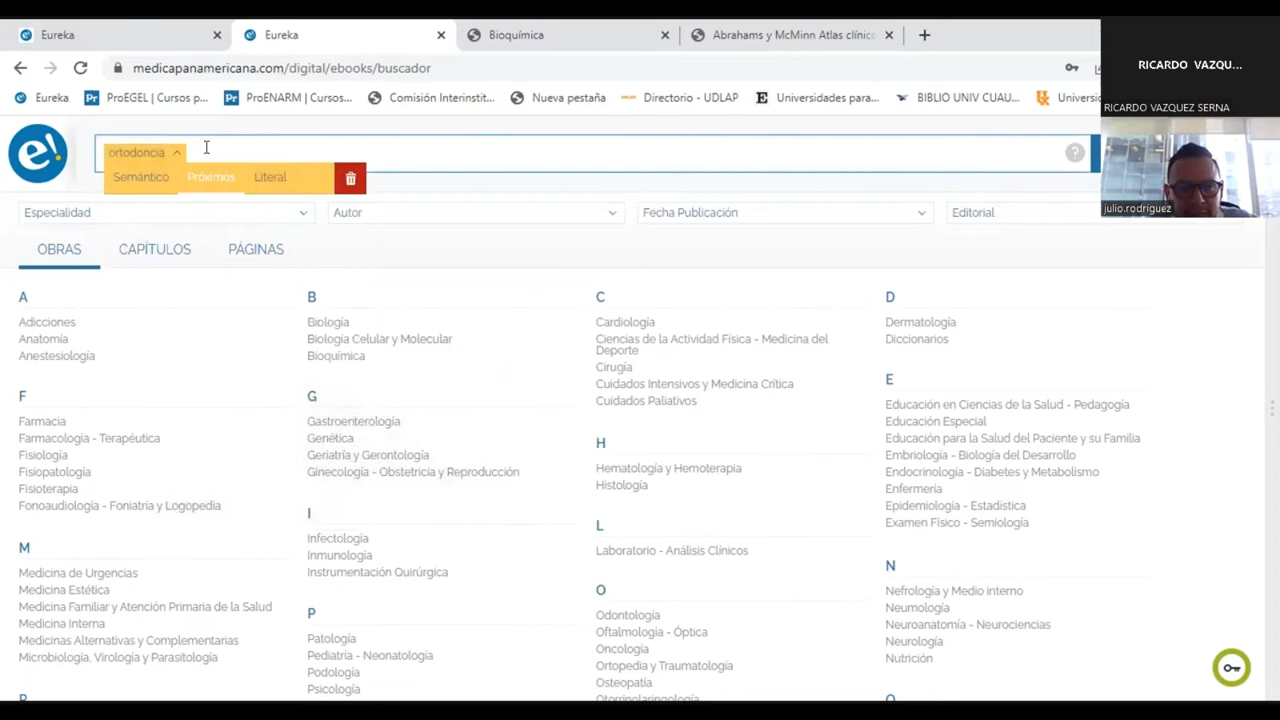 Eureka
Eureka
Bioquímica
Abrahams y McMinn Atlas clínic
medicapanamericana.com/digital/ebooks/buscador
Eureka
ProEGEL | Cursos p...
ProENARM | Cursos...
Comisión Interinstit...
Nueva pestaña
Directorio - UDLAP
Universidades para...
BIBLIO UNIV CUAU...
Universi
RICARDO VAZQU...
RICARDO VAZQUEZ SERNA
julio.rodriguez
e!
ortodoncia
Semántico Próximos Literal
Especialidad
Autor
Fecha Publicación
Editorial
OBRAS CAPÍTULOS PÁGINAS
A
Adicciones
Anatomía
Anestesiología
B
Biología
Biología Celular y Molecular
Bioquímica
C
Cardiología
Ciencias de la Actividad Física - Medicina del
Deporte
Cirugía
Cuidados Intensivos y Medicina Crítica
Cuidados Paliativos
D
Dermatología
Diccionarios
E
Educación en Ciencias de la Salud - Pedagogía
Educación Especial
Educación para la Salud del Paciente y su Familia
Embriología - Biología del Desarrollo
Endocrinología - Diabetes y Metabolismo
Enfermería
Epidemiología - Estadística
Examen Físico - Semiología
F
Farmacia
Farmacología - Terapéutica
Fisiología
Fisiopatología
Fisioterapia
Fonoaudiología - Foniatría y Logopedia
G
Gastroenterología
Genética
Geriatría y Gerontología
Ginecología - Obstetricia y Reproducción
H
Hematología y Hemoterapia
Histología
I
Infectología
Inmunología
Instrumentación Quirúrgica
L
Laboratorio - Análisis Clínicos
M
Medicina de Urgencias
Medicina Estética
Medicina Familiar y Atención Primaria de la Salud
Medicina Interna
Medicinas Alternativas y Complementarias
Microbiología, Virología y Parasitología
N
Nefrología y Medio interno
Neumología
Neuroanatomía - Neurociencias
Neurología
Nutrición
O
Odontología
Oftalmología - Óptica
Oncología
Ortopedia y Traumatología
Osteopatía
Otorrinolaringología
P
Patología
Pediatría - Neonatología
Podología
Psicología